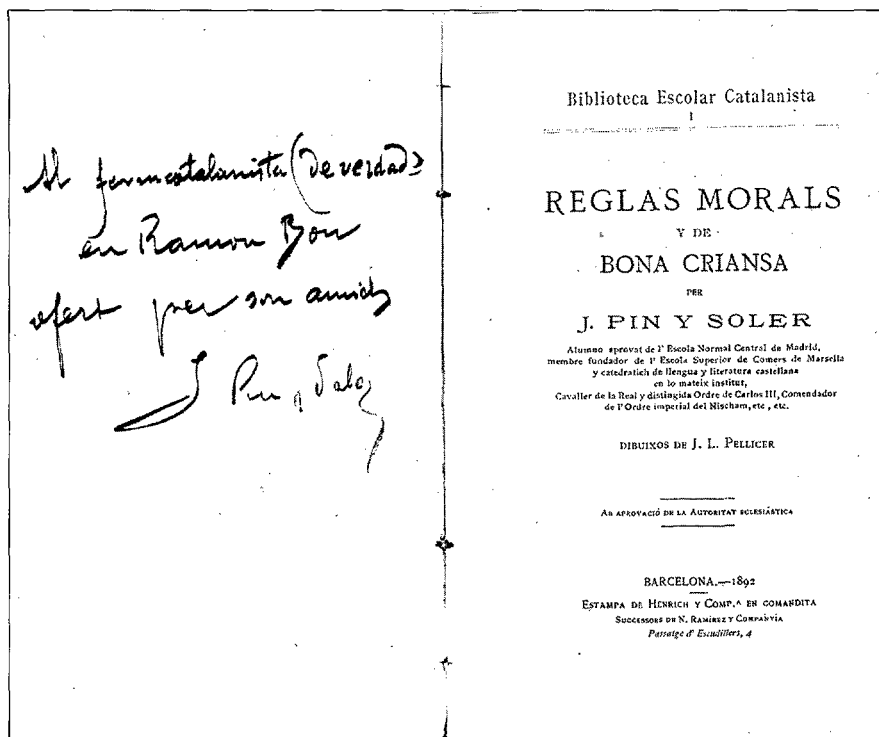 Al ferm catalanista (de verdad)
en Ramon Bou
ofert per son amich
J Pin y Soler
Biblioteca Escolar Catalanista
I
REGLAS MORALS
Y DE
BONA CRIANSA
PER
J. PIN Y SOLER
Alumno aprovat de l' Escola Normal Central de Madrid,
membre fundador de l' Escola Superior de Comers de Marsella
y catedratich de llengua y literatura castellana
en lo mateix institut,
Cavaller de la Real y distingida Ordre de Carlos III, Comendador
de l'Ordre imperial del Nischam, etc., etc.
DIBUIXOS DE J. L. PELLICER
AB APROVACIÓ DE LA AUTORITAT ECLESIÁSTICA
BARCELONA.—1892
ESTAMPA DE HENRICH Y COMP.ª EN COMANDITA
SUCCESSORS DE N. RAMIREZ Y COMPANYIA
Passatge d' Escudillers, 4